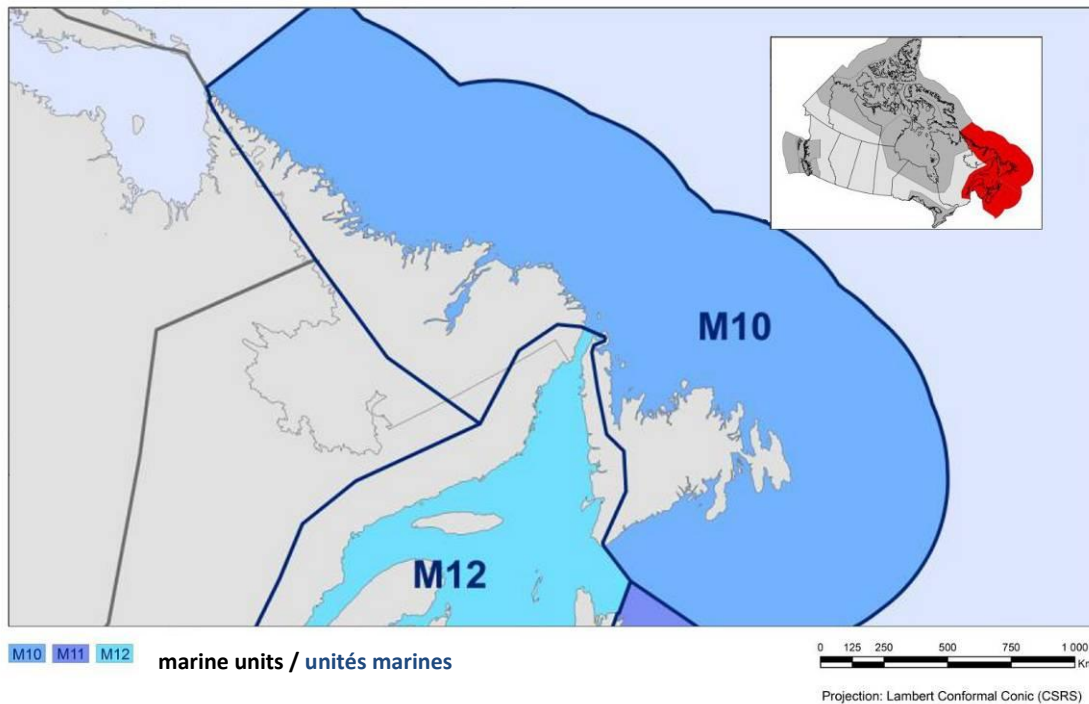 M10
M12
M10 M11 M12
marine units / unités marines
0 125 250 500 750 1 000
Km
Projection: Lambert Conformal Conic (CSRS)